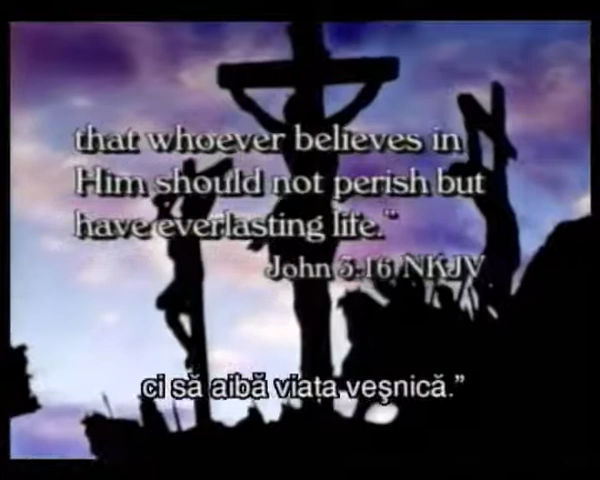 that whoever believes in
Him should not perish but
have everlasting life."
John 3:16 NKJV
ci să aibă viaţa veşnică.”